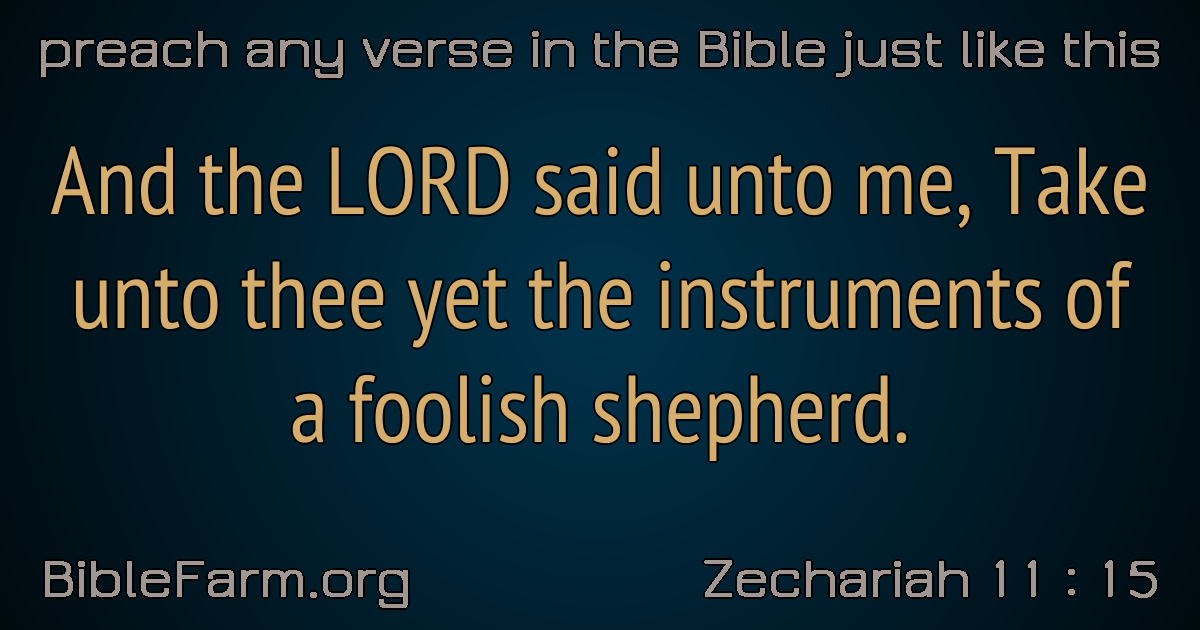 preach any verse in the Bible just like this
And the LORD said unto me, Take
unto thee yet the instruments of
a foolish shepherd.
BibleFarm.org
Zechariah 11 : 15